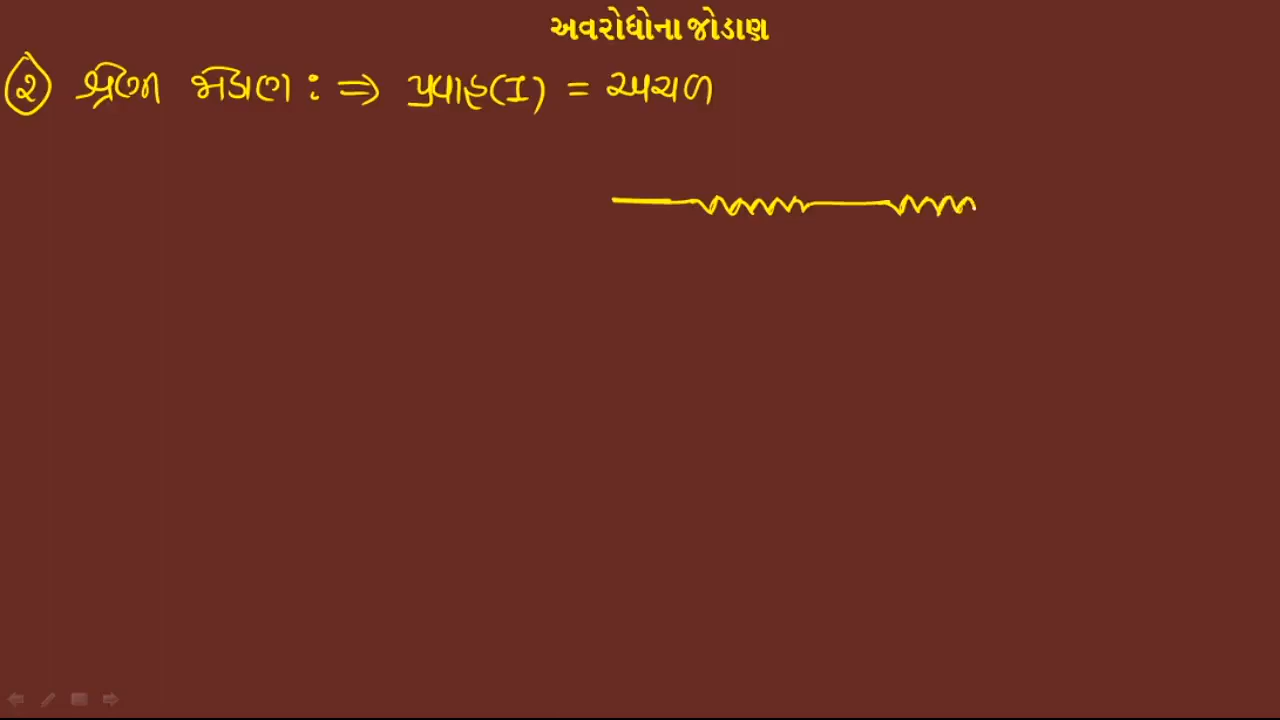 અવરોધોના જોડાણ
૨ શ્રેણી જોડાણ : ⇒ પ્રવાહ(I) = અચળ